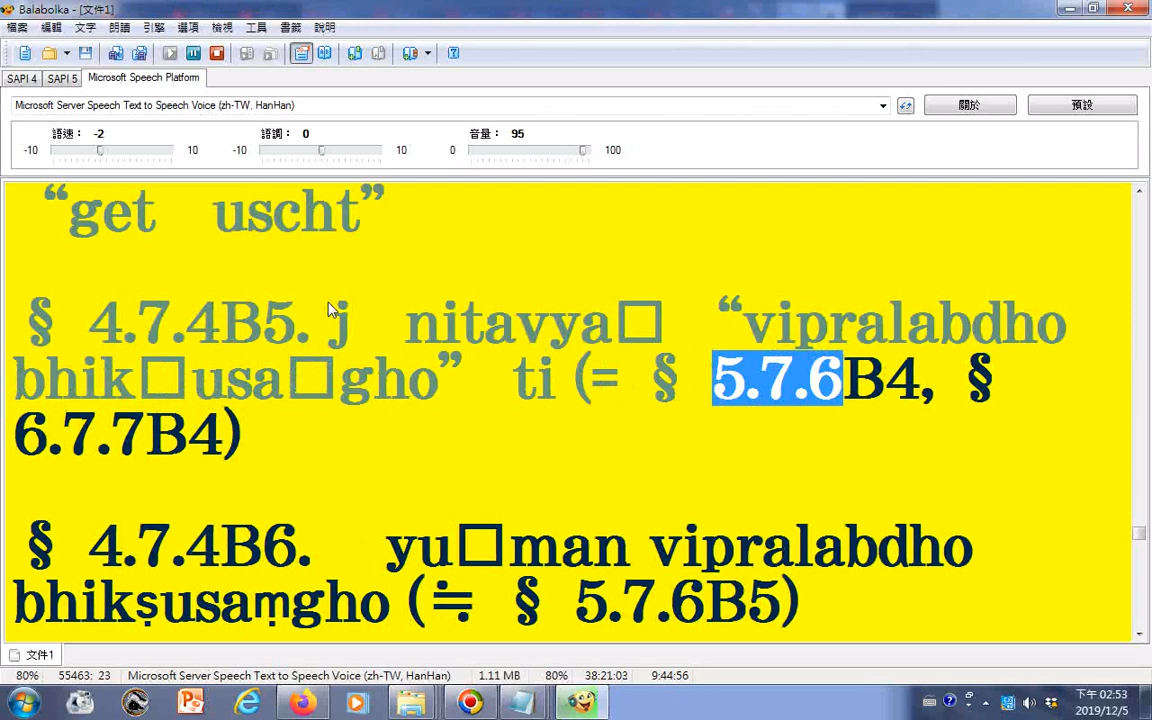 Balabolka - [文件1]
檔案 編輯 文字 朗讀 引擎 選項 檢視 工具 書籤 說明
SAPI 4 SAPI 5 Microsoft Speech Platform
Microsoft Server Speech Text to Speech Voice (zh-TW, HanHan) 關於 預設
語速： -2 語調： 0 音量： 95
-10 10 -10 10 0 100
“get uscht”
§ 4.7.4B5. j nitavya□ “vipralabdho
bhik□usa□gho” ti (= § 5.7.6B4, §
6.7.7B4)
§ 4.7.4B6. yu□man vipralabdho
bhikṣusaṃgho (≒ § 5.7.6B5)
文件1
80% 55463: 23 Microsoft Server Speech Text to Speech Voice (zh-TW, HanHan) 1.11 MB 80% 38:21:03 9:44:56
下午 02:53
2019/12/5